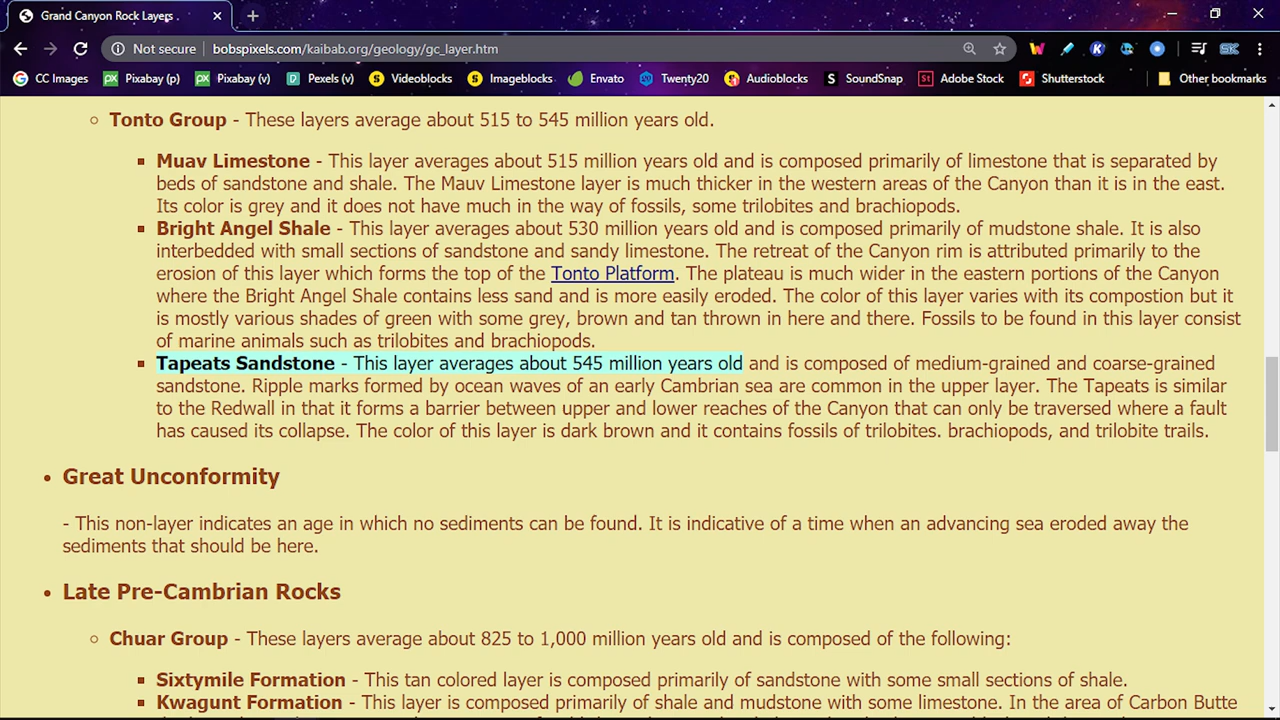 Grand Canyon Rock Layers
Not secure | bobspixels.com/kaibab.org/geology/gc_layer.htm
CC Images Pixabay (p) Pixabay (v) Pexels (v) Videoblocks Imageblocks Envato Twenty20 Audioblocks SoundSnap Adobe Stock Shutterstock Other bookmarks
Tonto Group - These layers average about 515 to 545 million years old.
Muav Limestone - This layer averages about 515 million years old and is composed primarily of limestone that is separated by
beds of sandstone and shale. The Mauv Limestone layer is much thicker in the western areas of the Canyon than it is in the east.
Its color is grey and it does not have much in the way of fossils, some trilobites and brachiopods.
Bright Angel Shale - This layer averages about 530 million years old and is composed primarily of mudstone shale. It is also
interbedded with small sections of sandstone and sandy limestone. The retreat of the Canyon rim is attributed primarily to the
erosion of this layer which forms the top of the Tonto Platform. The plateau is much wider in the eastern portions of the Canyon
where the Bright Angel Shale contains less sand and is more easily eroded. The color of this layer varies with its compostion but it
is mostly various shades of green with some grey, brown and tan thrown in here and there. Fossils to be found in this layer consist
of marine animals such as trilobites and brachiopods.
Tapeats Sandstone - This layer averages about 545 million years old and is composed of medium-grained and coarse-grained
sandstone. Ripple marks formed by ocean waves of an early Cambrian sea are common in the upper layer. The Tapeats is similar
to the Redwall in that it forms a barrier between upper and lower reaches of the Canyon that can only be traversed where a fault
has caused its collapse. The color of this layer is dark brown and it contains fossils of trilobites. brachiopods, and trilobite trails.
Great Unconformity
- This non-layer indicates an age in which no sediments can be found. It is indicative of a time when an advancing sea eroded away the
sediments that should be here.
Late Pre-Cambrian Rocks
Chuar Group - These layers average about 825 to 1,000 million years old and is composed of the following:
Sixtymile Formation - This tan colored layer is composed primarily of sandstone with some small sections of shale.
Kwagunt Formation - This layer is composed primarily of shale and mudstone with some limestone. In the area of Carbon Butte